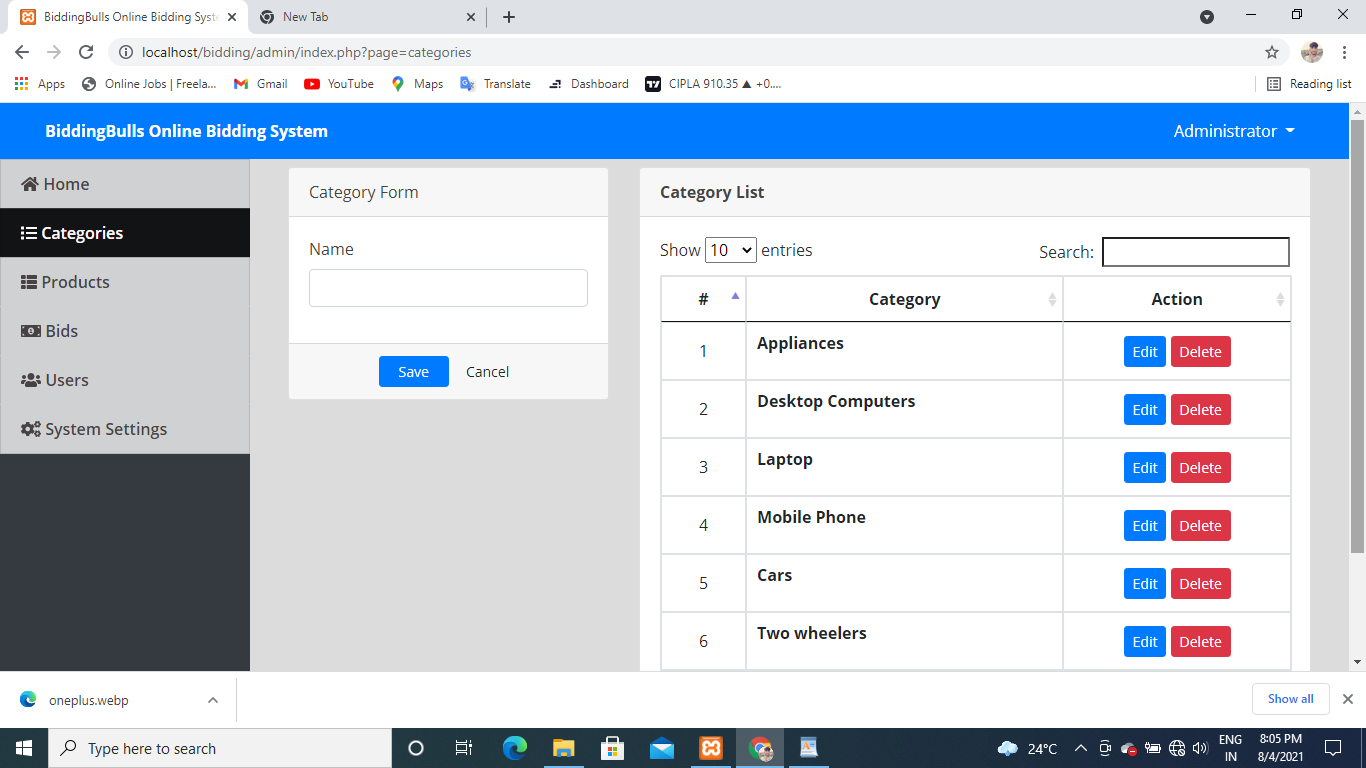 BiddingBulls Online Bidding Syst
New Tab
localhost/bidding/admin/index.php?page=categories
Apps
Online Jobs | Freela...
Gmail
YouTube
Maps
Translate
Dashboard
CIPLA 910.35 ▲ +0....
Reading list
BiddingBulls Online Bidding System
Administrator
Home
Categories
Products
Bids
Users
System Settings
Category Form
Name
Save Cancel
Category List
Show 10 entries
Search:
# Category Action
1 Appliances Edit Delete
2 Desktop Computers Edit Delete
3 Laptop Edit Delete
4 Mobile Phone Edit Delete
5 Cars Edit Delete
6 Two wheelers Edit Delete
oneplus.webp
Show all
Type here to search
24°C
ENG
IN
8:05 PM
8/4/2021